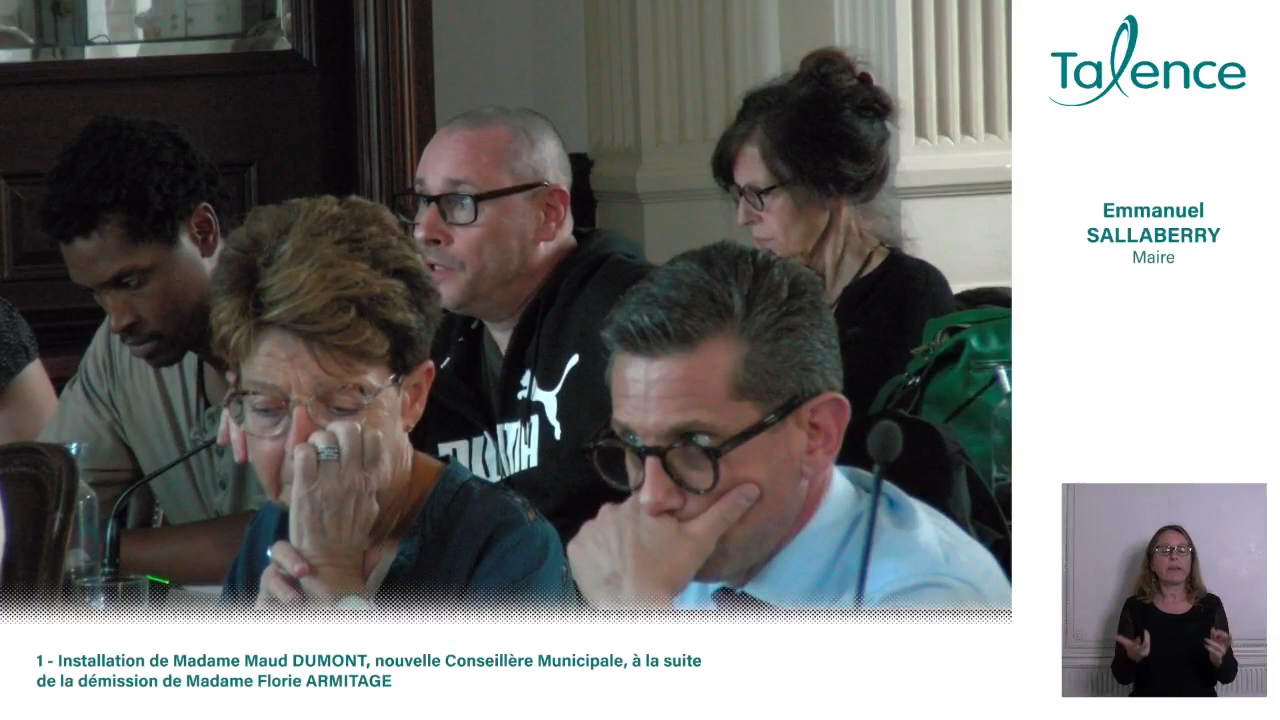 Talence
Emmanuel
SALLABERRY
Maire
1 - Installation de Madame Maud DUMONT, nouvelle Conseillère Municipale, à la suite
de la démission de Madame Florie ARMITAGE